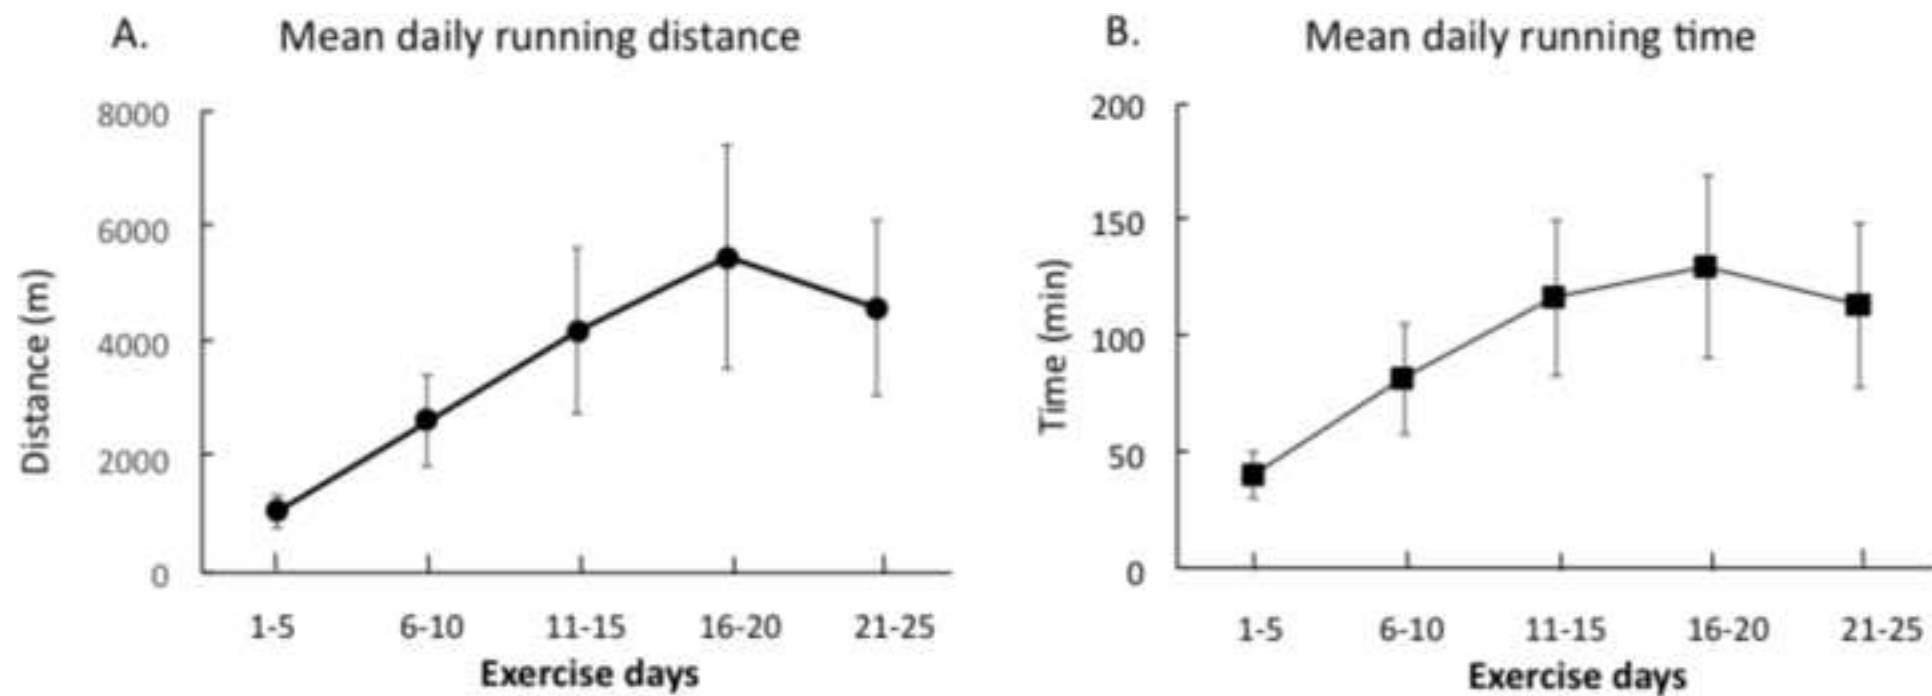 A. Mean daily running distance
8000
6000
4000
2000
0
Distance (m)
1-5 6-10 11-15 16-20 21-25
Exercise days
B. Mean daily running time
200
150
100
50
0
Time (min)
1-5 6-10 11-15 16-20 21-25
Exercise days